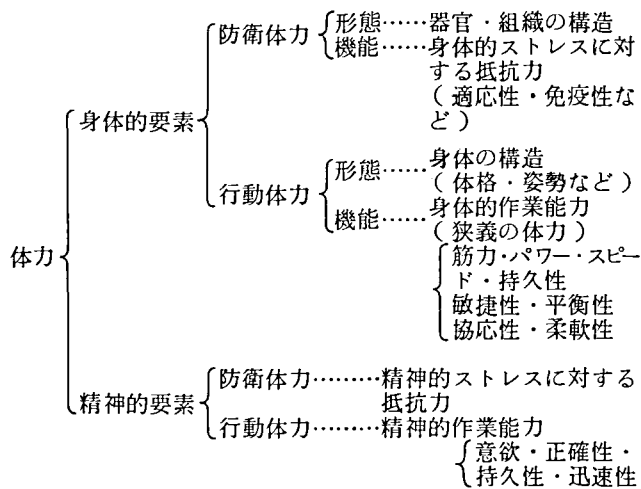 防衛体力
形態……器官・組織の構造
機能……身体的ストレスに対
する抵抗力
（適応性・免疫性な
ど）
身体的要素
行動体力
形態……身体の構造
（体格・姿勢など）
機能……身体的作業能力
（狭義の体力）
筋力・パワー・スピー
ド・持久性
敏捷性・平衡性
協応性・柔軟性
体力
精神的要素
防衛体力………精神的ストレスに対する
抵抗力
行動体力………精神的作業能力
意欲・正確性・
持久性・迅速性